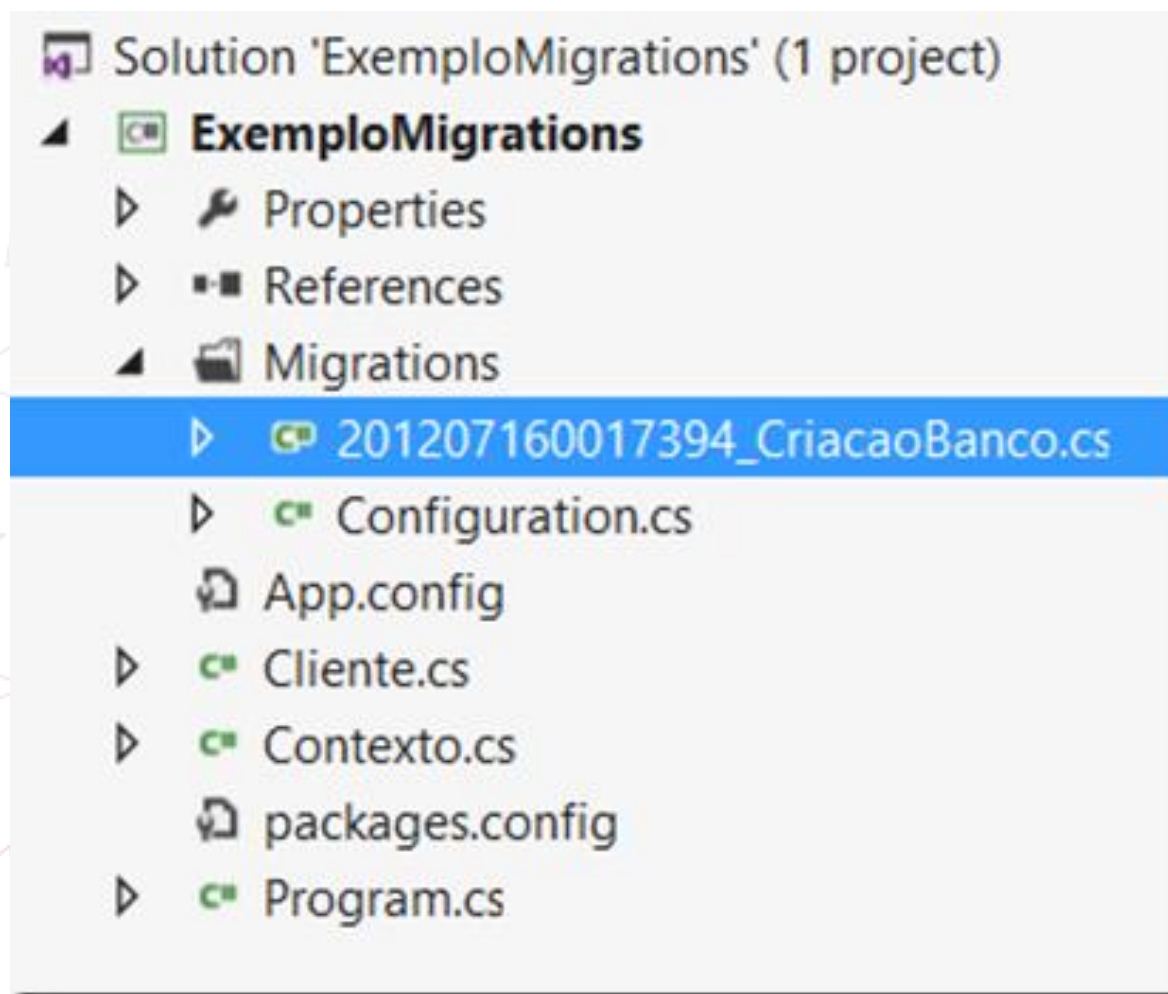 Solution 'ExemploMigrations' (1 project)
ExemploMigrations
Properties
References
Migrations
201207160017394_CriacaoBanco.cs
Configuration.cs
App.config
Cliente.cs
Contexto.cs
packages.config
Program.cs